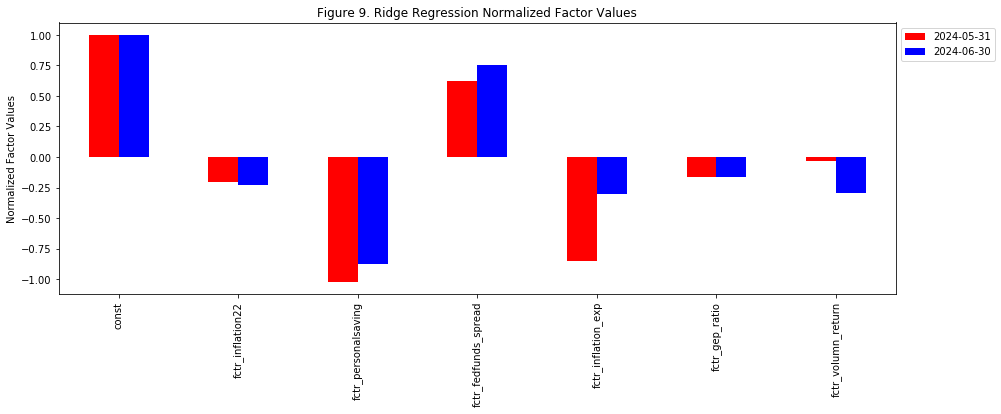 Figure 9. Ridge Regression Normalized Factor Values
2024-05-31
2024-06-30
Normalized Factor Values
1.00
0.75
0.50
0.25
0.00
−0.25
−0.50
−0.75
−1.00
const
fctr_inflation22
fctr_personalsaving
fctr_fedfunds_spread
fctr_inflation_exp
fctr_gep_ratio
fctr_volumn_return